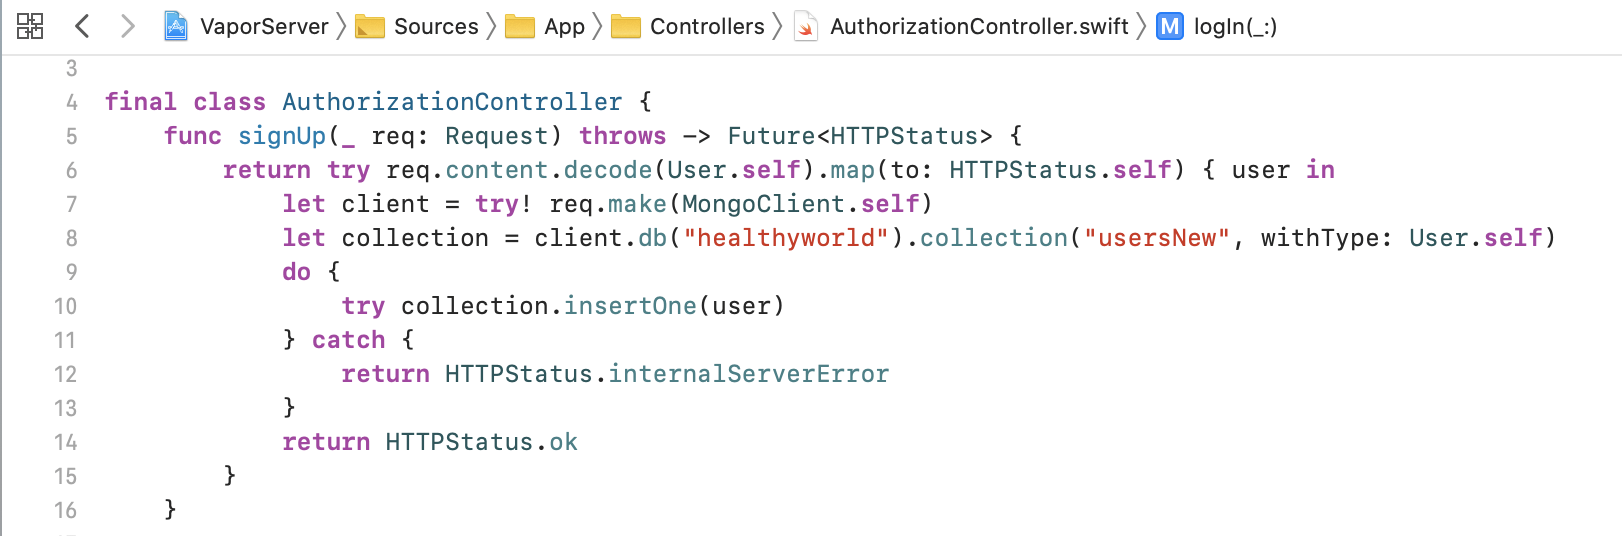 VaporServer Sources App Controllers AuthorizationController.swift M logIn(_:)
3
4 final class AuthorizationController {
5 func signUp(_ req: Request) throws -> Future<HTTPStatus> {
6 return try req.content.decode(User.self).map(to: HTTPStatus.self) { user in
7 let client = try! req.make(MongoClient.self)
8 let collection = client.db("healthyworld").collection("usersNew", withType: User.self)
9 do {
10 try collection.insertOne(user)
11 } catch {
12 return HTTPStatus.internalServerError
13 }
14 return HTTPStatus.ok
15 }
16 }